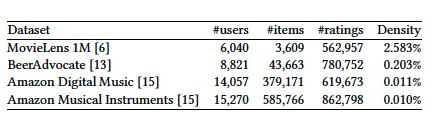 Dataset #users #items #ratings Density
MovieLens 1M [6] 6,040 3,609 562,957 2.583%
BeerAdvocate [13] 8,821 43,663 780,752 0.203%
Amazon Digital Music [15] 14,057 379,171 619,673 0.011%
Amazon Musical Instruments [15] 15,270 585,766 862,798 0.010%